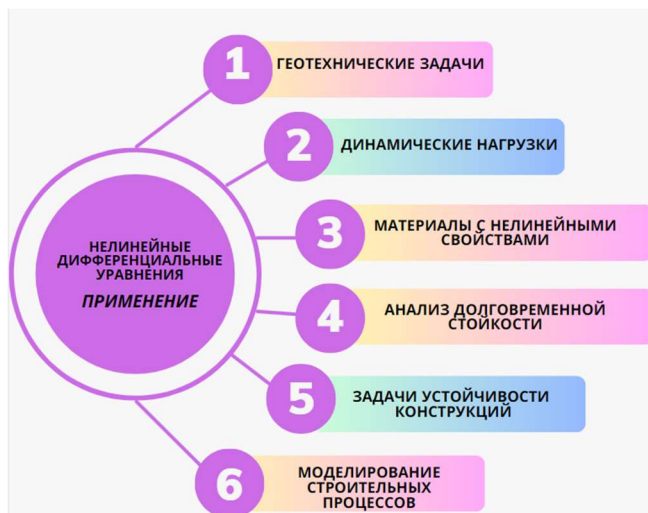 НЕЛИНЕЙНЫЕ
ДИФФЕРЕНЦИАЛЬНЫЕ
УРАВНЕНИЯ
ПРИМЕНЕНИЕ
1
ГЕОТЕХНИЧЕСКИЕ ЗАДАЧИ
2
ДИНАМИЧЕСКИЕ НАГРУЗКИ
3
МАТЕРИАЛЫ С НЕЛИНЕЙНЫМИ
СВОЙСТВАМИ
4
АНАЛИЗ ДОЛГОВРЕМЕННОЙ
СТОЙКОСТИ
5
ЗАДАЧИ УСТОЙЧИВОСТИ
КОНСТРУКЦИЙ
6
МОДЕЛИРОВАНИЕ
СТРОИТЕЛЬНЫХ
ПРОЦЕССОВ